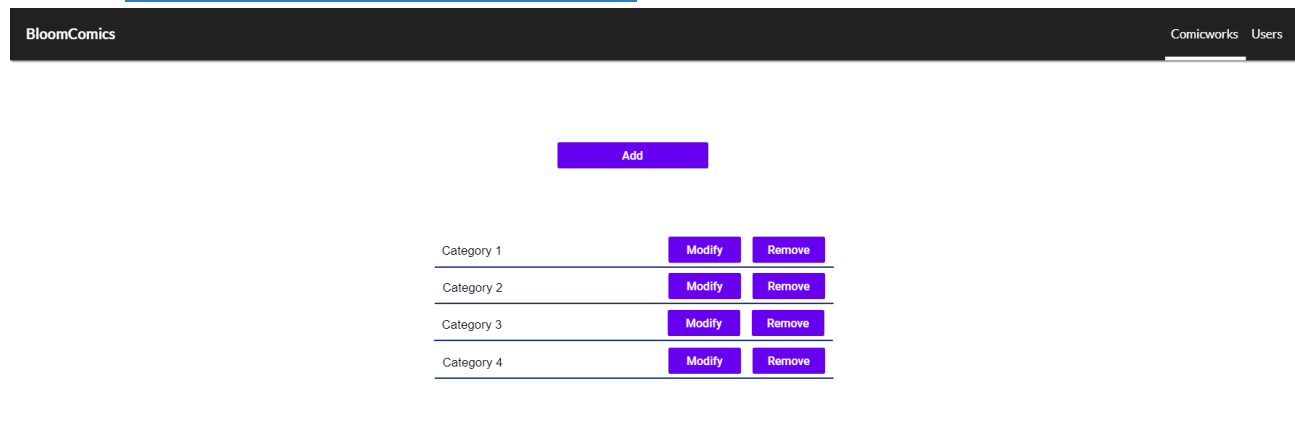 BloomComics Comicworks Users
Add
Category 1 Modify Remove
Category 2 Modify Remove
Category 3 Modify Remove
Category 4 Modify Remove